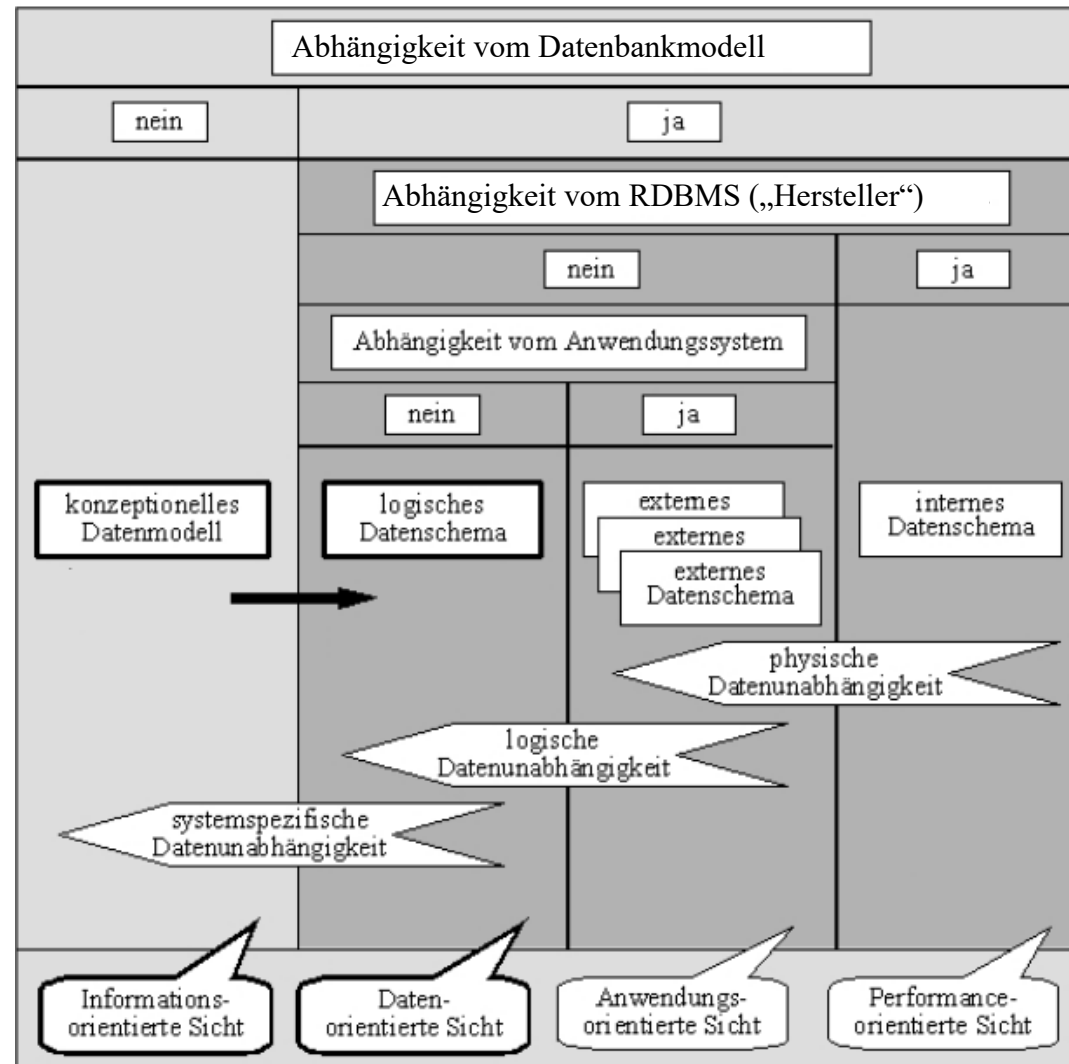 Abhängigkeit vom Datenbankmodell
nein
ja
Abhängigkeit vom RDBMS („Hersteller“)
nein
ja
Abhängigkeit vom Anwendungssystem
nein
ja
konzeptionelles
Datenmodell
logisches
Datenschema
externes
externes
externes
Datenschema
internes
Datenschema
physische
Datenunabhängigkeit
logische
Datenunabhängigkeit
systemspezifische
Datenunabhängigkeit
Informations-
orientierte Sicht
Daten-
orientierte Sicht
Anwendungs-
orientierte Sicht
Performance-
orientierte Sicht